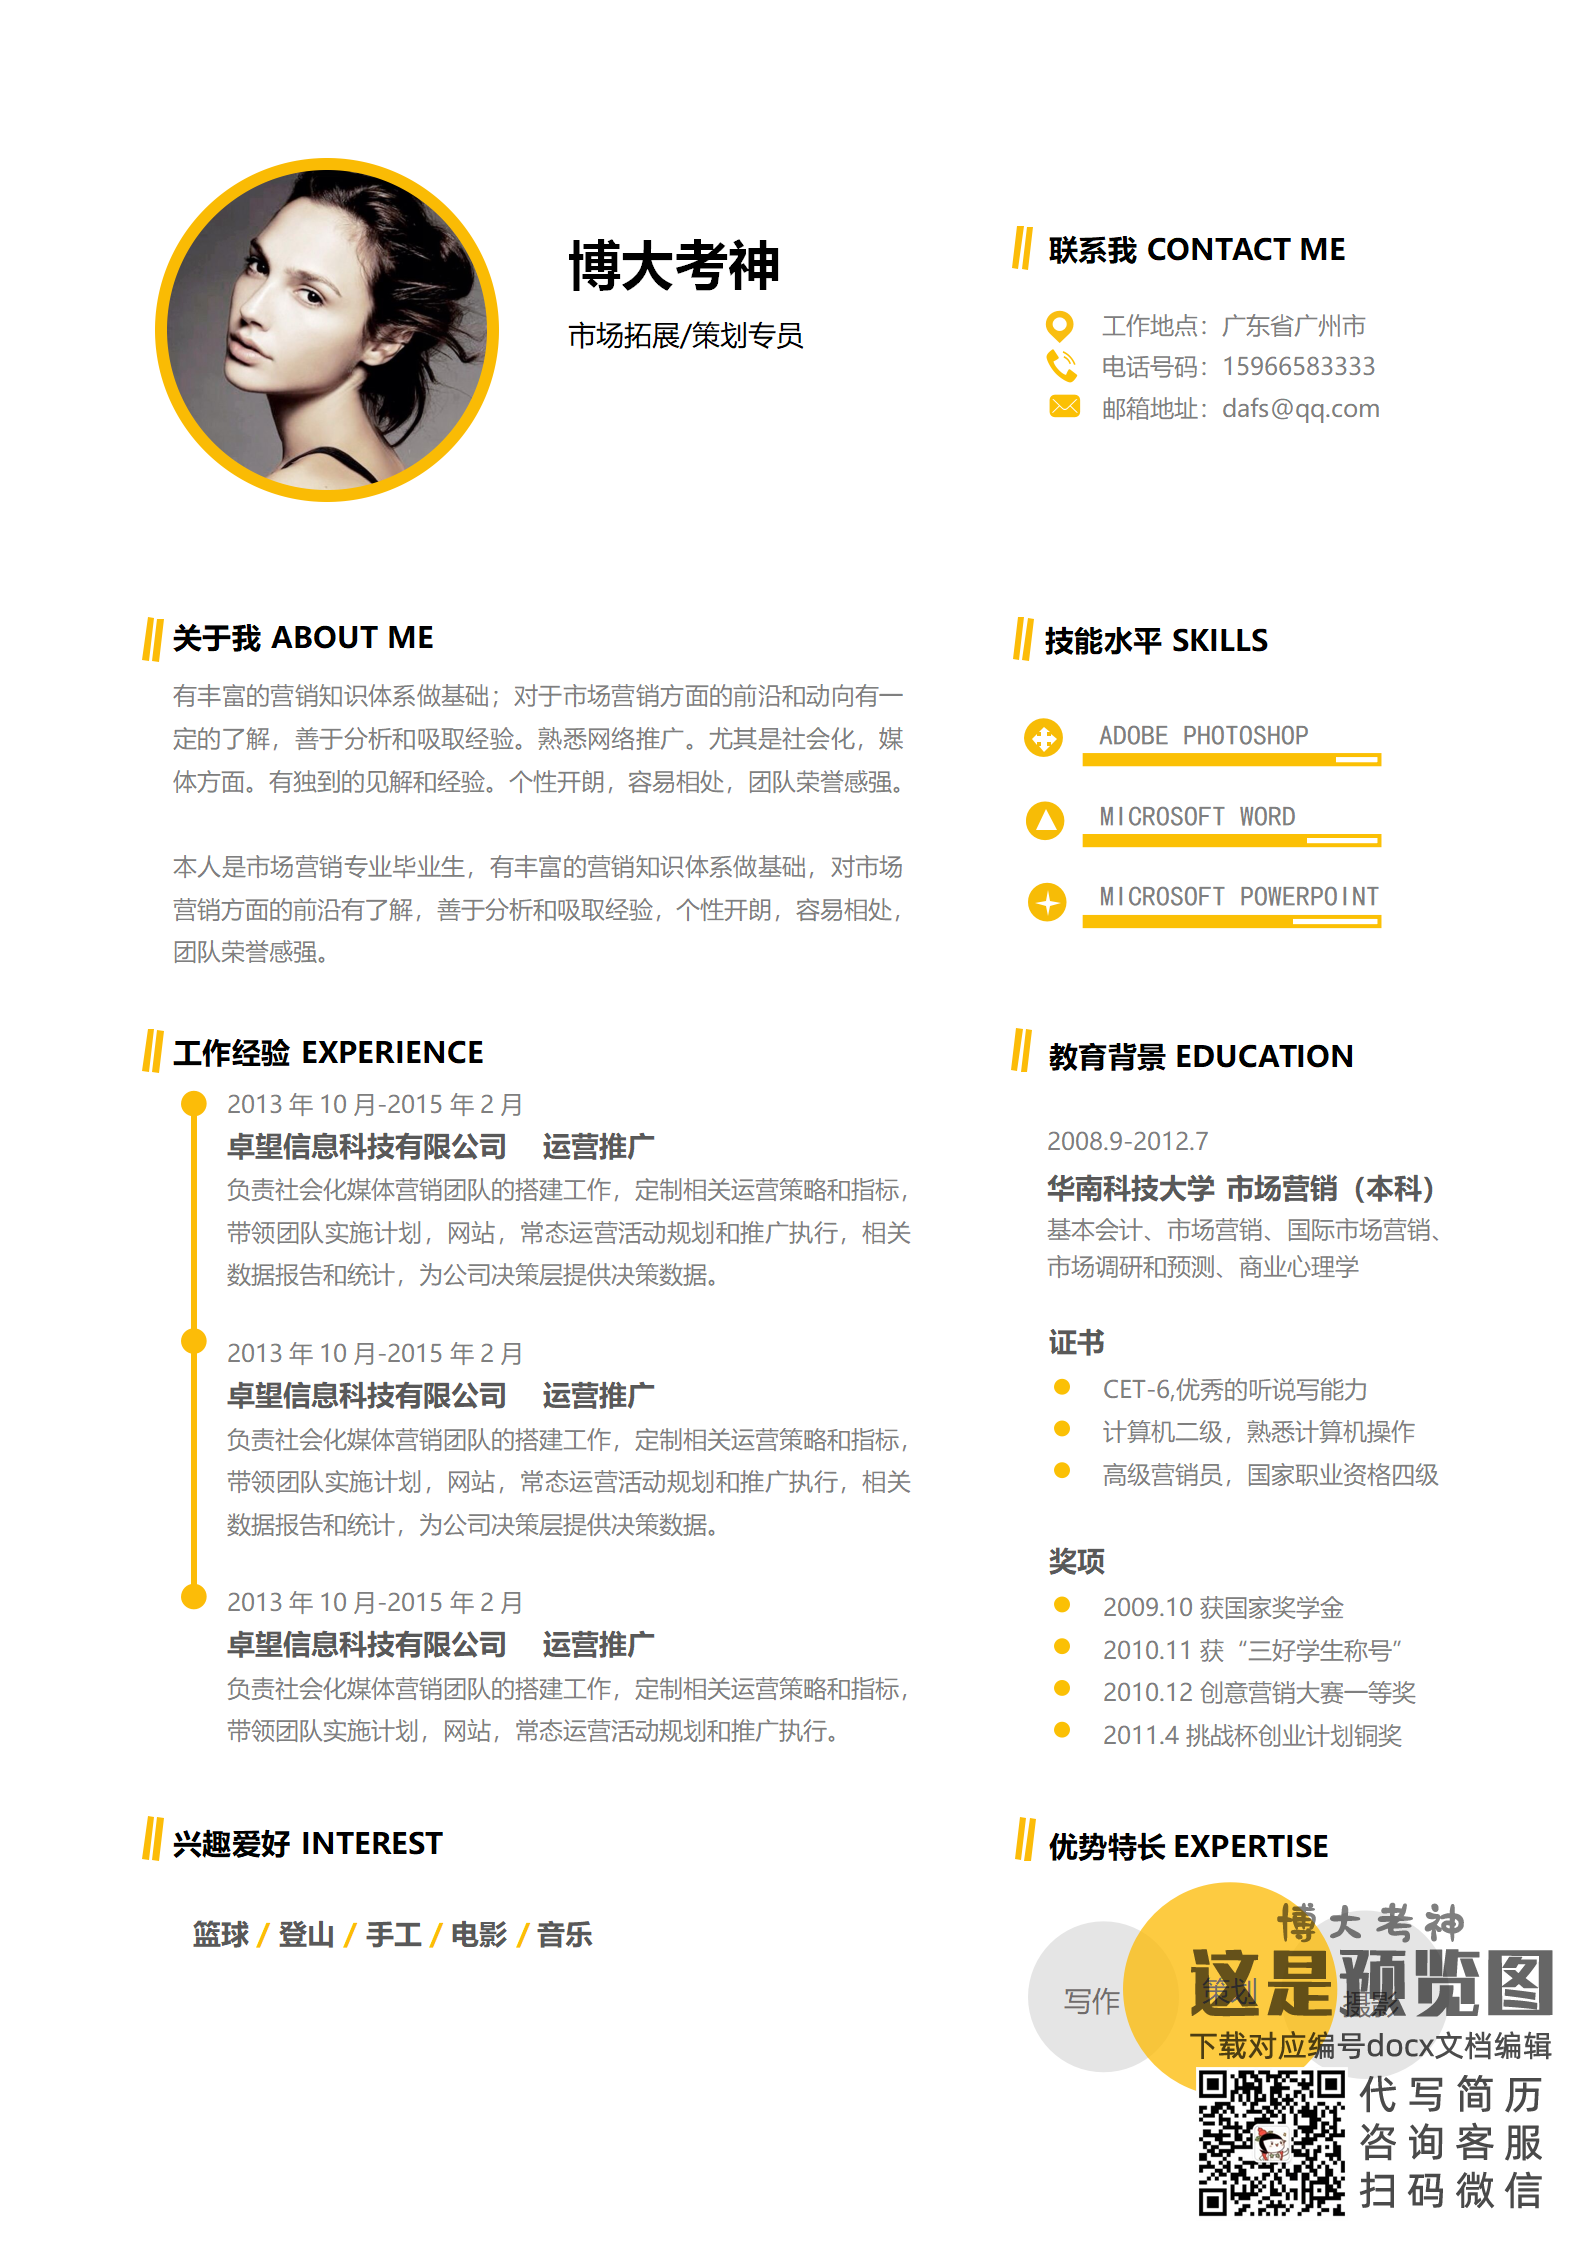 博大考神
市场拓展/策划专员
联系我 CONTACT ME
工作地点：广东省广州市
电话号码：15966583333
邮箱地址：dafs@qq.com
关于我 ABOUT ME
有丰富的营销知识体系做基础；对于市场营销方面的前沿和动向有一
定的了解，善于分析和吸取经验。熟悉网络推广。尤其是社会化，媒
体方面。有独到的见解和经验。个性开朗，容易相处，团队荣誉感强。
本人是市场营销专业毕业生，有丰富的营销知识体系做基础，对市场
营销方面的前沿有了解，善于分析和吸取经验，个性开朗，容易相处，
团队荣誉感强。
技能水平 SKILLS
ADOBE PHOTOSHOP
MICROSOFT WORD
MICROSOFT POWERPOINT
工作经验 EXPERIENCE
2013 年 10 月-2015 年 2 月
卓望信息科技有限公司 运营推广
负责社会化媒体营销团队的搭建工作，定制相关运营策略和指标，
带领团队实施计划，网站，常态运营活动规划和推广执行，相关
数据报告和统计，为公司决策层提供决策数据。
2013 年 10 月-2015 年 2 月
卓望信息科技有限公司 运营推广
负责社会化媒体营销团队的搭建工作，定制相关运营策略和指标，
带领团队实施计划，网站，常态运营活动规划和推广执行，相关
数据报告和统计，为公司决策层提供决策数据。
2013 年 10 月-2015 年 2 月
卓望信息科技有限公司 运营推广
负责社会化媒体营销团队的搭建工作，定制相关运营策略和指标，
带领团队实施计划，网站，常态运营活动规划和推广执行。
教育背景 EDUCATION
2008.9-2012.7
华南科技大学 市场营销（本科）
基本会计、市场营销、国际市场营销、
市场调研和预测、商业心理学
证书
CET-6,优秀的听说写能力
计算机二级，熟悉计算机操作
高级营销员，国家职业资格四级
奖项
2009.10 获国家奖学金
2010.11 获“三好学生称号”
2010.12 创意营销大赛一等奖
2011.4 挑战杯创业计划铜奖
兴趣爱好 INTEREST
篮球 / 登山 / 手工 / 电影 / 音乐
优势特长 EXPERTISE
写作
策划
摄影
博大考神
这是预览图
下载对应编号docx文档编辑
代写简历
咨询客服
扫码微信